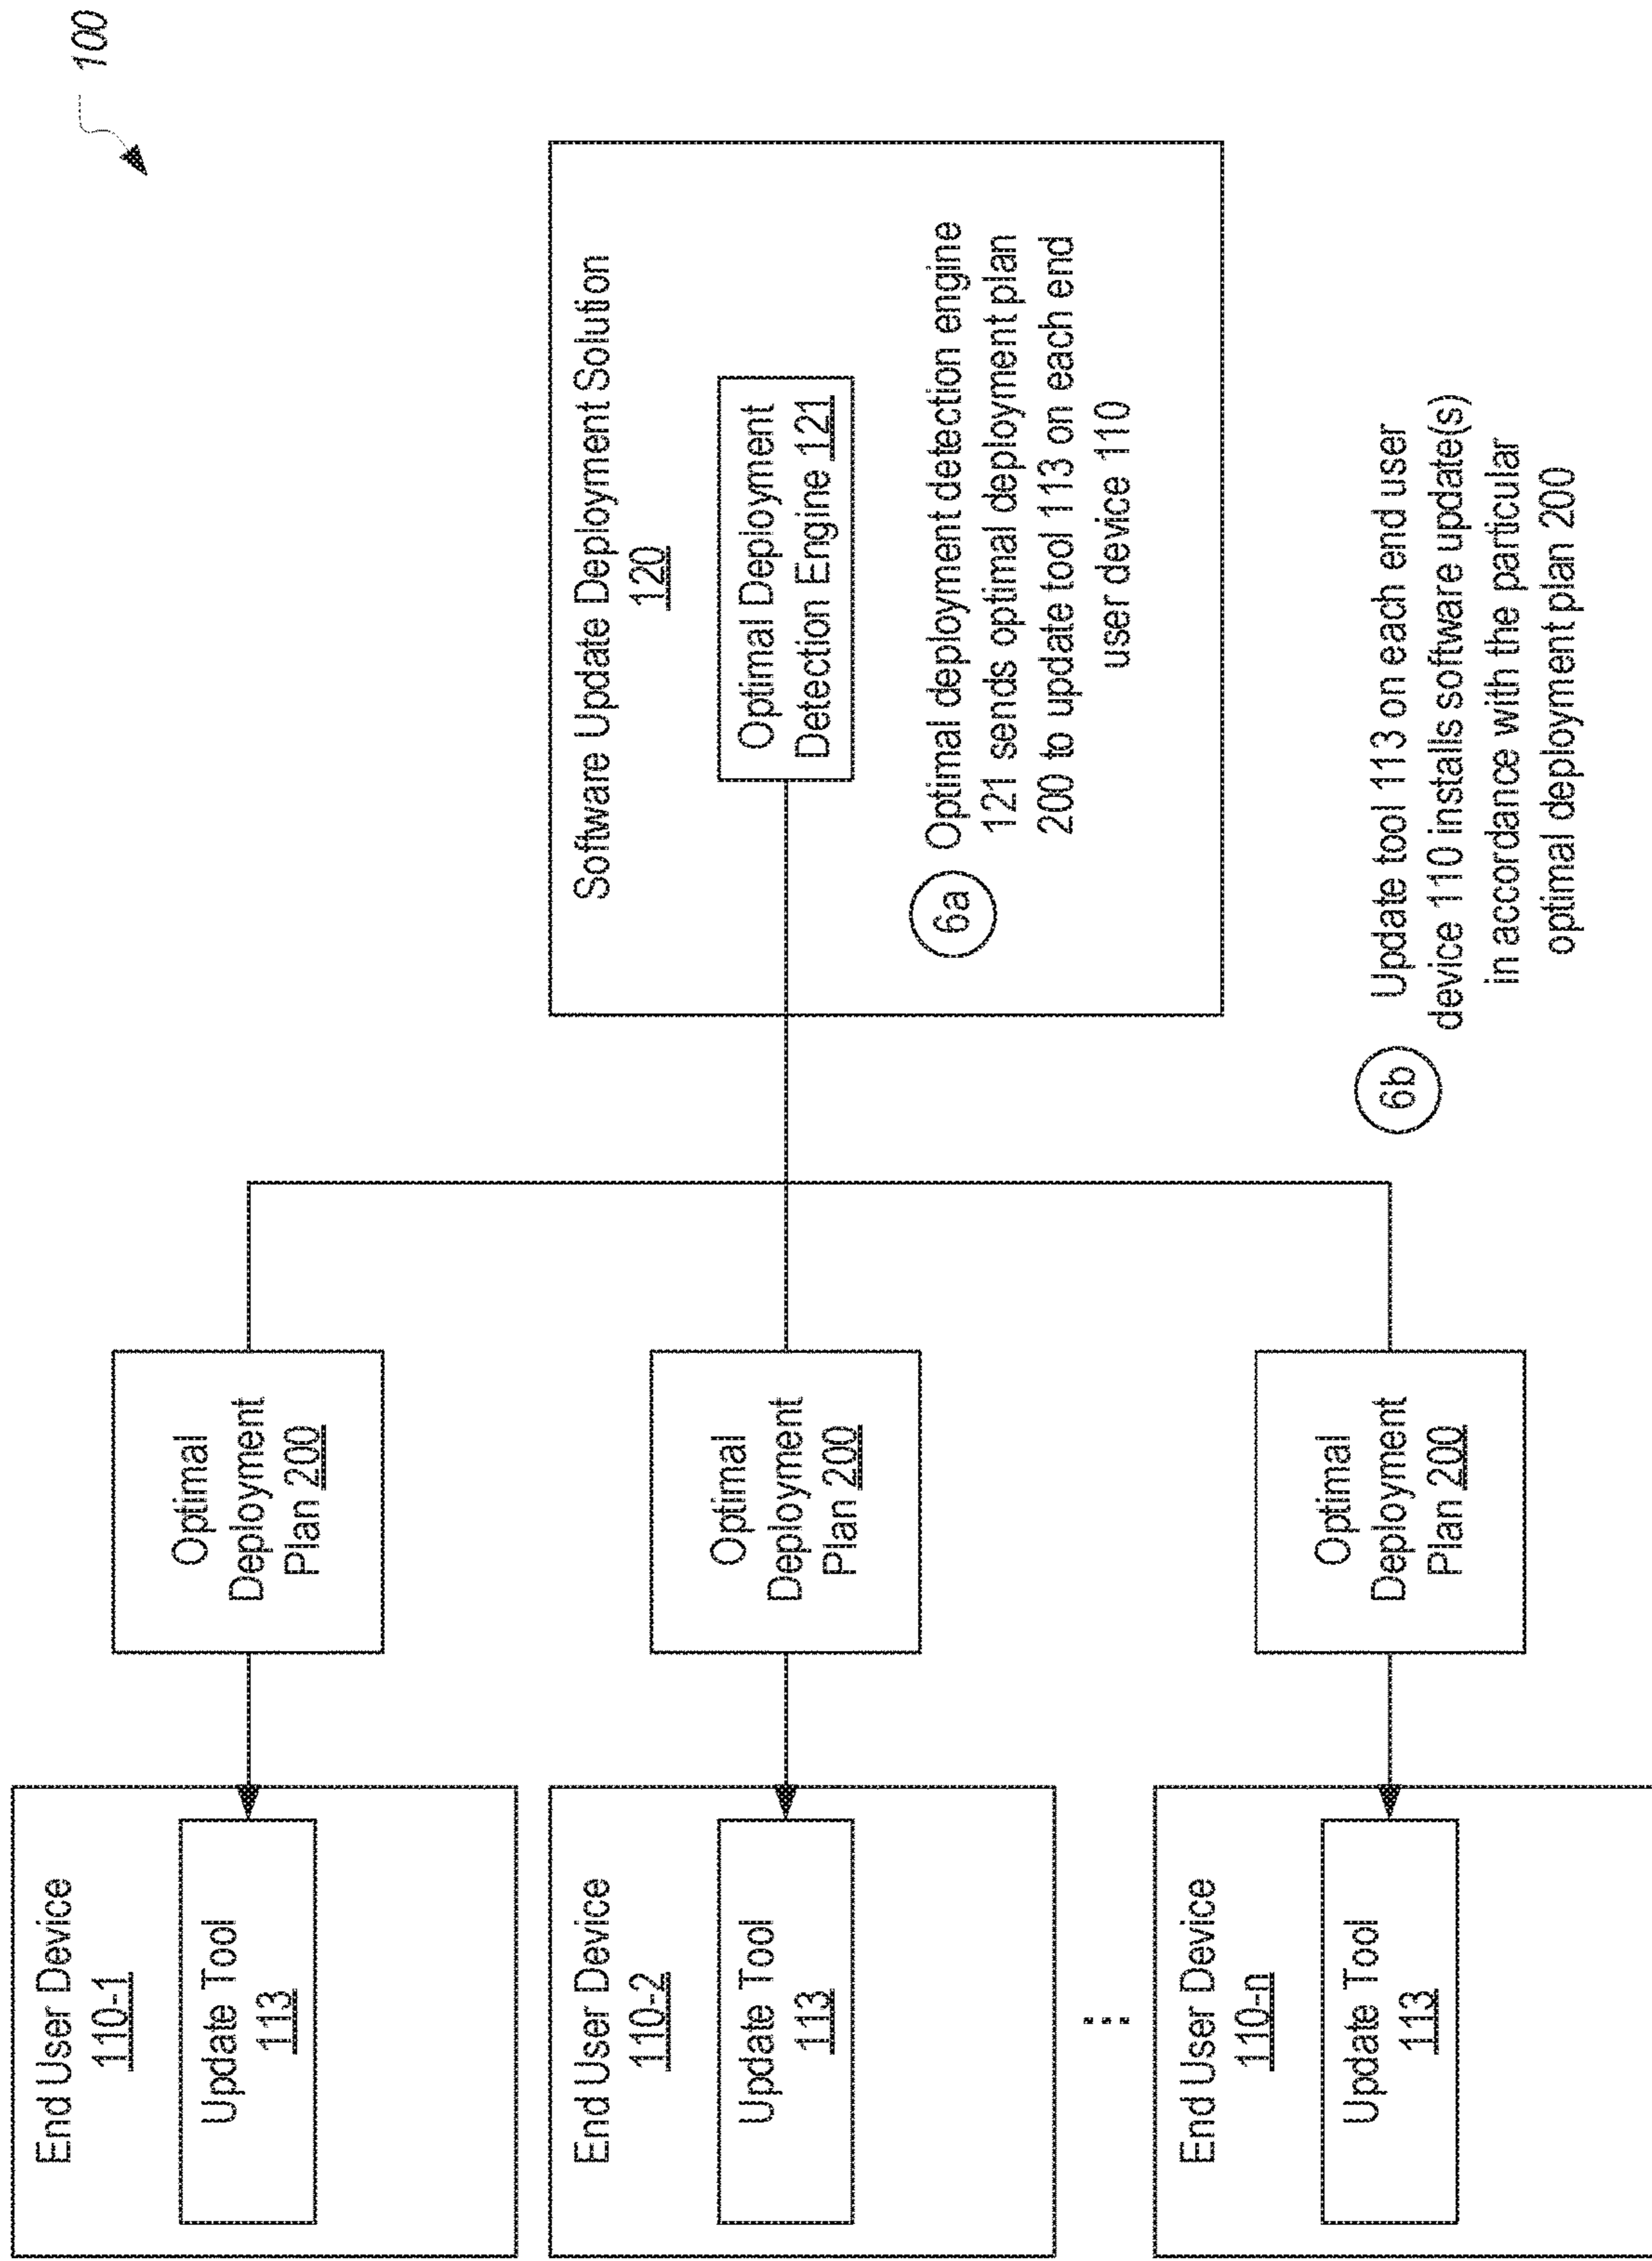 100
End User Device
110-1
Update Tool
113
Optimal
Deployment
Plan 200
End User Device
110-2
Update Tool
113
Optimal
Deployment
Plan 200
Software Update Deployment Solution
120
Optimal Deployment
Detection Engine 121
6a Optimal deployment detection engine
121 sends optimal deployment plan
200 to update tool 113 on each end
user device 110
...
End User Device
110-n
Update Tool
113
Optimal
Deployment
Plan 200
6b Update tool 113 on each end user
device 110 installs software update(s)
in accordance with the particular
optimal deployment plan 200